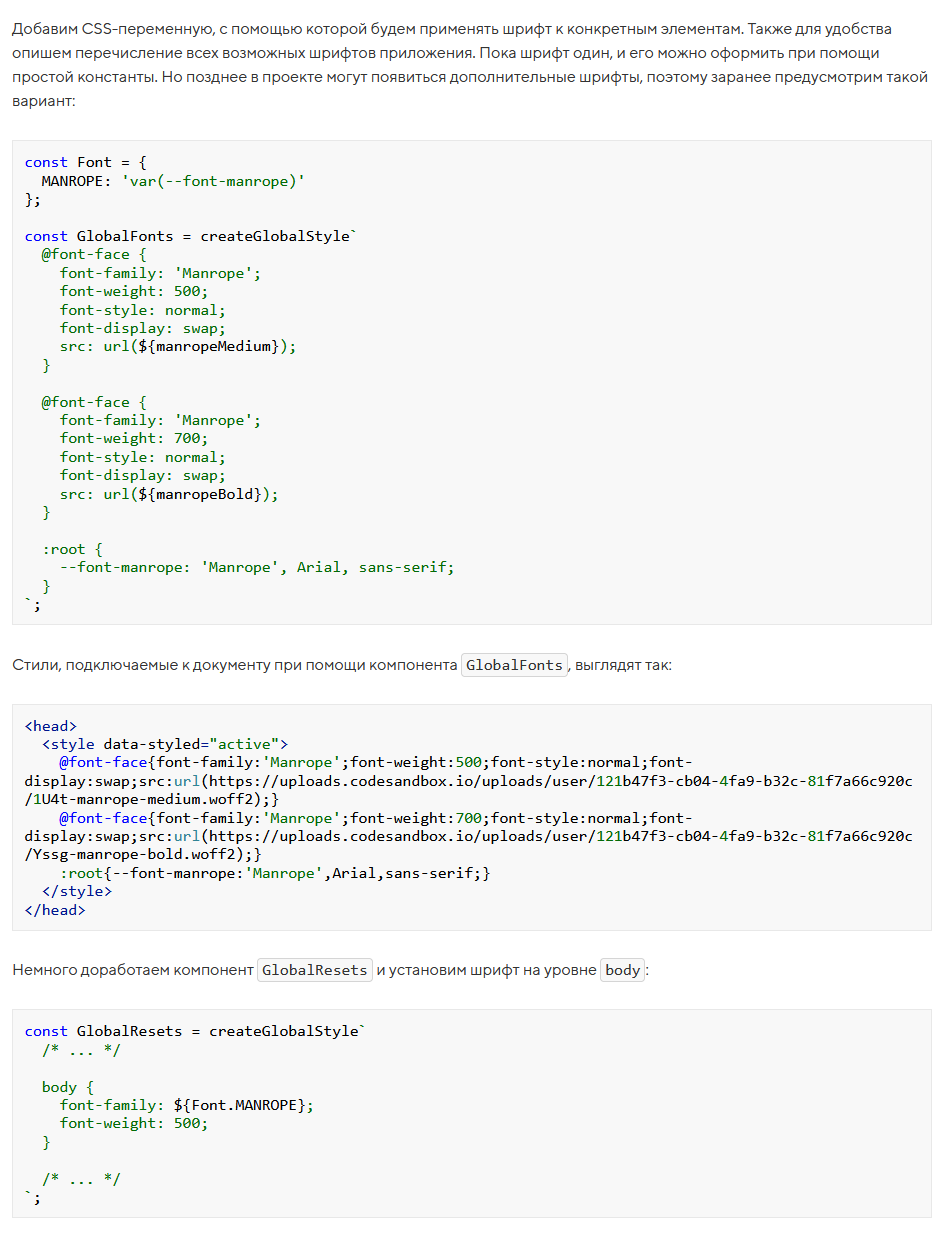 Добавим CSS-переменную, с помощью которой будем применять шрифт к конкретным элементам. Также для удобства
опишем перечисление всех возможных шрифтов приложения. Пока шрифт один, и его можно оформить при помощи
простой константы. Но позднее в проекте могут появиться дополнительные шрифты, поэтому заранее предусмотрим такой
вариант:
const Font = {
  MANROPE: 'var(--font-manrope)'
};
const GlobalFonts = createGlobalStyle`
  @font-face {
    font-family: 'Manrope';
    font-weight: 500;
    font-style: normal;
    font-display: swap;
    src: url(${manropeMedium});
  }
  @font-face {
    font-family: 'Manrope';
    font-weight: 700;
    font-style: normal;
    font-display: swap;
    src: url(${manropeBold});
  }
  :root {
    --font-manrope: 'Manrope', Arial, sans-serif;
  }
`;
Стили, подключаемые к документу при помощи компонента GlobalFonts, выглядят так:
<head>
  <style data-styled="active">
    @font-face{font-family:'Manrope';font-weight:500;font-style:normal;font-
display:swap;src:url(https://uploads.codesandbox.io/uploads/user/121b47f3-cb04-4fa9-b32c-81f7a66c920c
/1U4t-manrope-medium.woff2);}
    @font-face{font-family:'Manrope';font-weight:700;font-style:normal;font-
display:swap;src:url(https://uploads.codesandbox.io/uploads/user/121b47f3-cb04-4fa9-b32c-81f7a66c920c
/Yssg-manrope-bold.woff2);}
    :root{--font-manrope:'Manrope',Arial,sans-serif;}
  </style>
</head>
Немного доработаем компонент GlobalResets и установим шрифт на уровне body:
const GlobalResets = createGlobalStyle`
  /* ... */
  body {
    font-family: ${Font.MANROPE};
    font-weight: 500;
  }
  /* ... */
`;